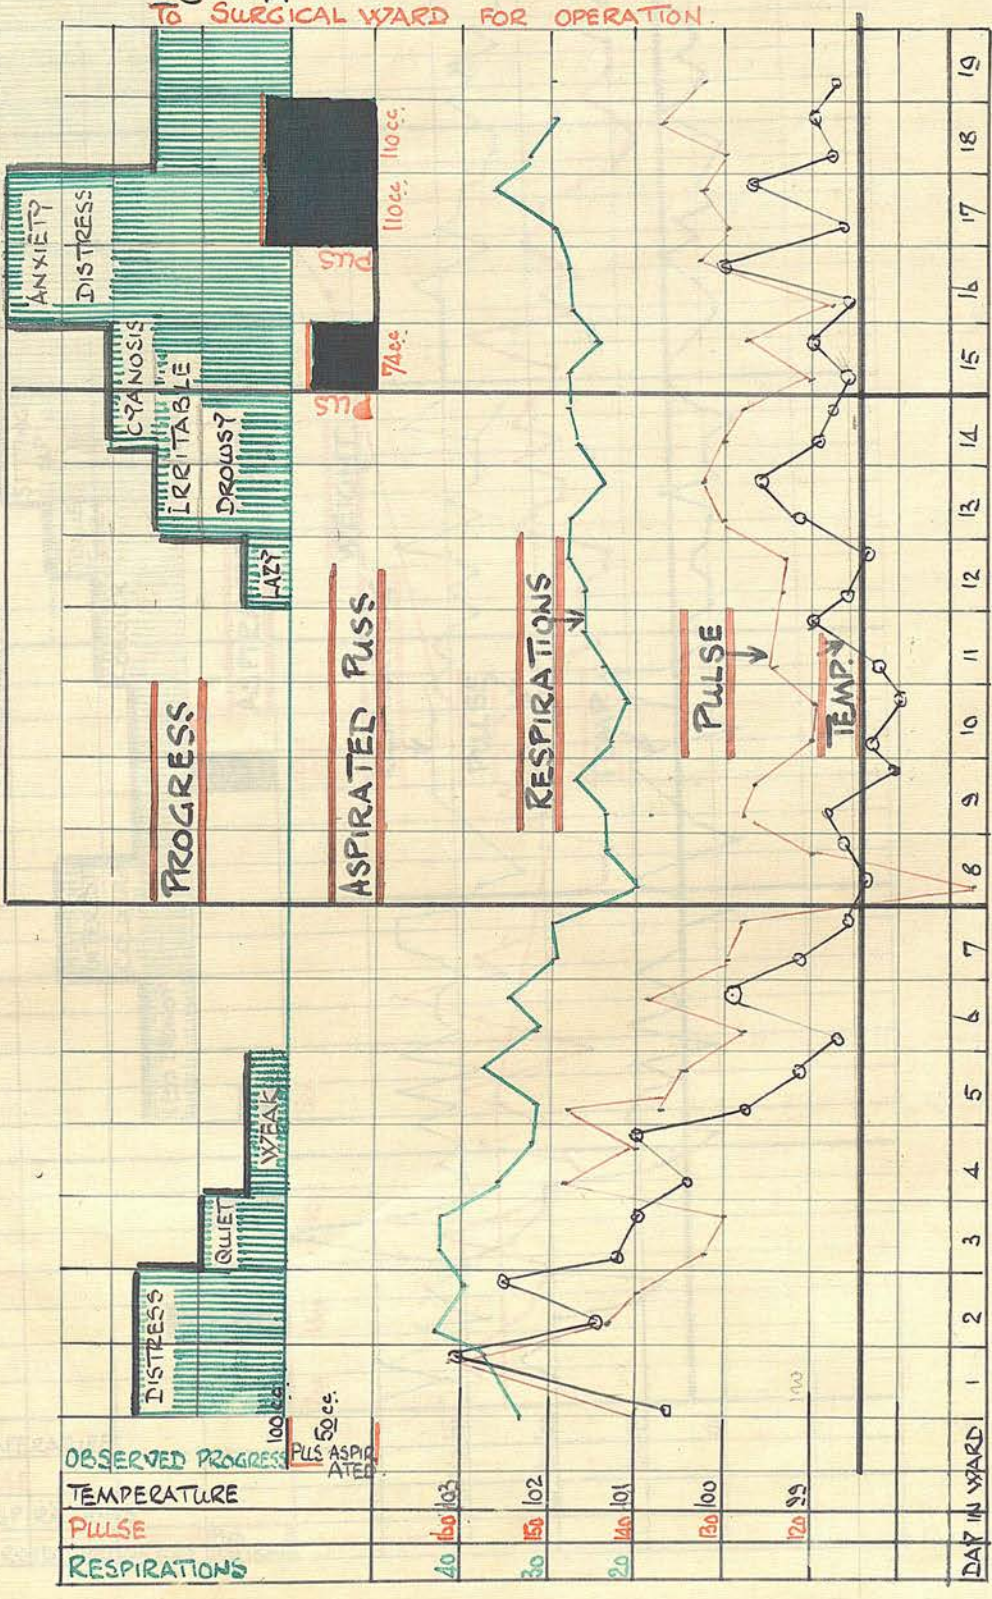 TO SURGICAL WARD FOR OPERATION.
ANXIETY
DISTRESS
CYANOSIS
IRRITABLE
DROWSY
LAZY
PUS
110cc.
110cc.
PUS
74cc.
PROGRESS
ASPIRATED PUSS
RESPIRATIONS
PULSE
TEMP.
DISTRESS
QUIET
WEAK
OBSERVED PROGRESS
100cc.
50cc.
PUS ASPIR
ATED.
TEMPERATURE
103 102 101 100 99
PULSE
160 150 140 130 120
RESPIRATIONS
40 30 20
DAY IN WARD
1 2 3 4 5 6 7 8 9 10 11 12 13 14 15 16 17 18 19